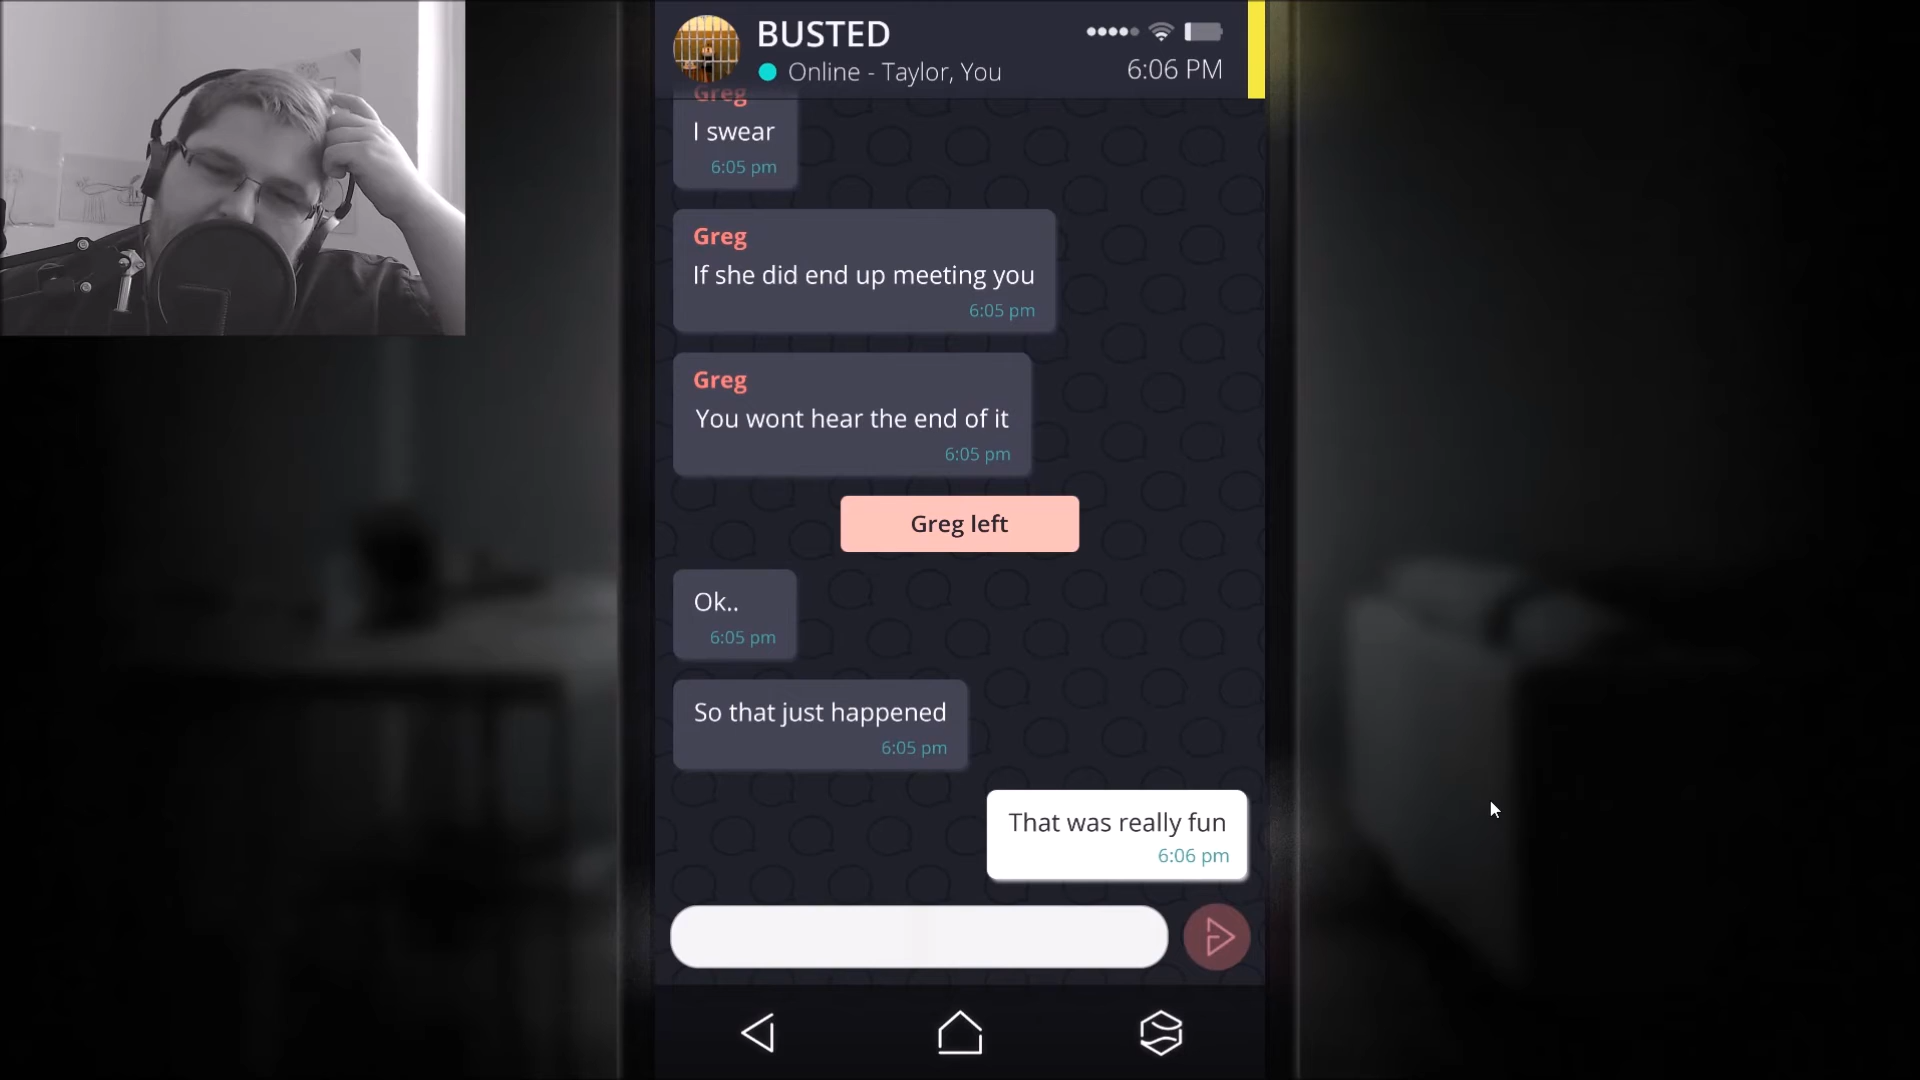 BUSTED
Online - Taylor, You
6:06 PM
Greg
I swear
6:05 pm
Greg
If she did end up meeting you
6:05 pm
Greg
You wont hear the end of it
6:05 pm
Greg left
Ok..
6:05 pm
So that just happened
6:05 pm
That was really fun
6:06 pm